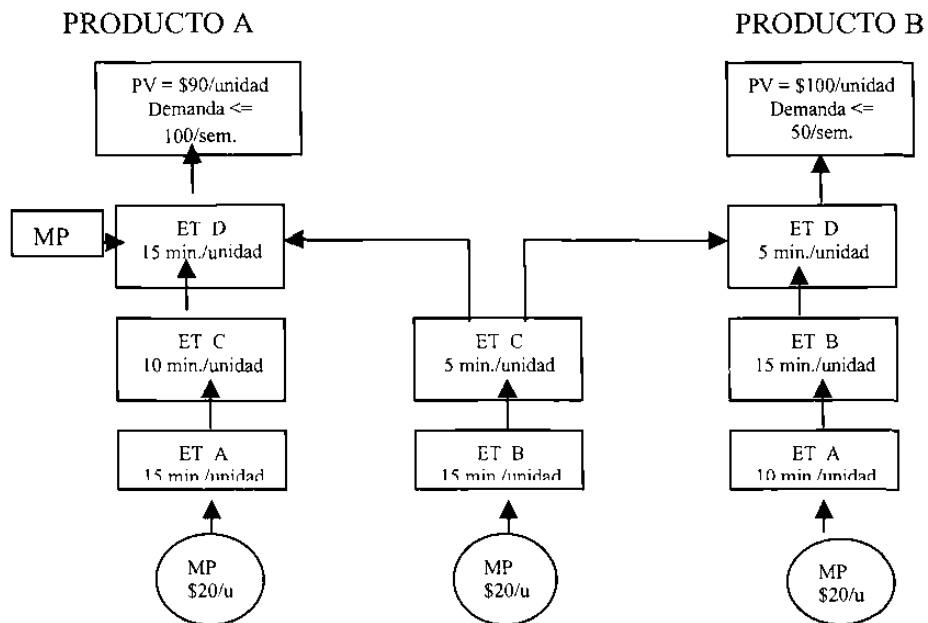 PRODUCTO A
PRODUCTO B
PV = $90/unidad
Demanda <=
100/sem.
PV = $100/unidad
Demanda <=
50/sem.
MP
ET D
15 min./unidad
ET D
5 min./unidad
ET C
10 min./unidad
ET C
5 min./unidad
ET B
15 min./unidad
ET A
15 min./unidad
ET B
15 min./unidad
ET A
10 min./unidad
MP
$20/u
MP
$20/u
MP
$20/u